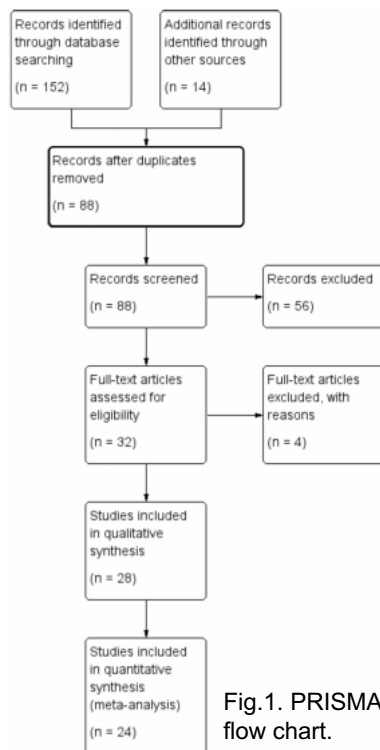 Records identified
through database
searching
(n = 152)
Additional records
identified through
other sources
(n = 14)
Records after duplicates
removed
(n = 88)
Records screened
(n = 88)
Records excluded
(n = 56)
Full-text articles
assessed for
eligibility
(n = 32)
Full-text articles
excluded, with
reasons
(n = 4)
Studies included
in qualitative
synthesis
(n = 28)
Studies included
in quantitative
synthesis
(meta-analysis)
(n = 24)
Fig.1. PRISMA
flow chart.